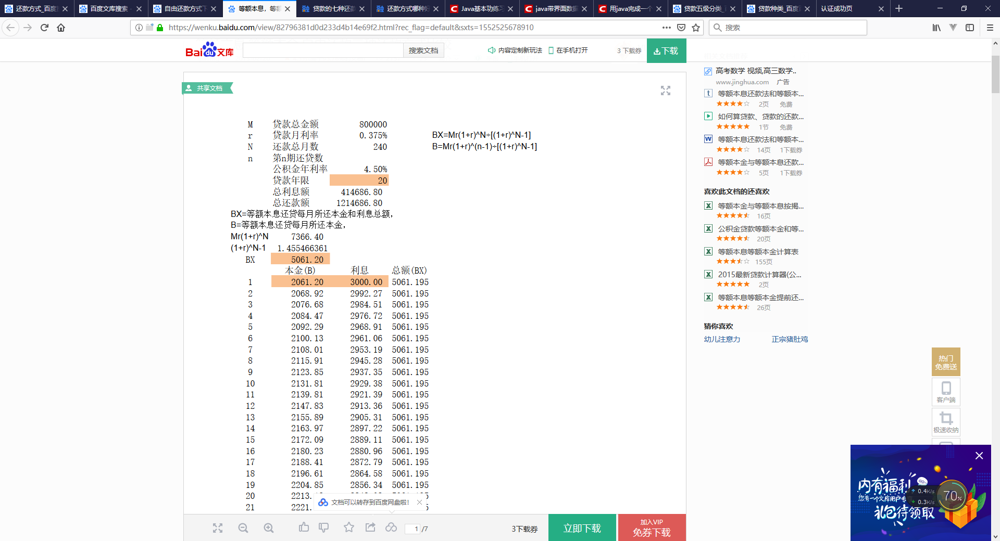 还款方式_百度
百度文库搜索 -
自由还款方式下
等额本息，等额
贷款的七种还款
还款方式哪种好
Java基本功练习
java带界面数据
用java完成一个
贷款五级分类_
贷款种类_百度
认证成功页
https://wenku.baidu.com/view/82796381d0d233d4b14e69f2.html?rec_flag=default&sxts=1552525678910
搜索
Bai du 文库
搜索文档
内容定制新玩法
在手机打开
3 下载券
下载
共享文档
M 贷款总金额 800000
r 贷款月利率 0.375% BX=Mr(1+r)^N÷[(1+r)^N-1]
N 还款总月数 240 B=Mr(1+r)^(n-1)÷[(1+r)^N-1]
n 第n期还贷数
公积金年利率 4.50%
贷款年限 20
总利息额 414686.80
总还款额 1214686.80
BX=等额本息还贷每月所还本金和利息总额，
B=等额本息还贷每月所还本金，
Mr(1+r)^N 7366.40
(1+r)^N-1 1.455466361
BX 5061.20
本金(B) 利息 总额(BX)
1 2061.20 3000.00 5061.195
2 2068.92 2992.27 5061.195
3 2076.68 2984.51 5061.195
4 2084.47 2976.72 5061.195
5 2092.29 2968.91 5061.195
6 2100.13 2961.06 5061.195
7 2108.01 2953.19 5061.195
8 2115.91 2945.28 5061.195
9 2123.85 2937.35 5061.195
10 2131.81 2929.38 5061.195
11 2139.81 2921.39 5061.195
12 2147.83 2913.36 5061.195
13 2155.89 2905.31 5061.195
14 2163.97 2897.22 5061.195
15 2172.09 2889.11 5061.195
16 2180.23 2880.96 5061.195
17 2188.41 2872.79 5061.195
18 2196.61 2864.58 5061.195
19 2204.85 2856.34 5061.195
20 2213.
21 2221.
文档可以转存到百度网盘啦！
1 /7
3下载券
立即下载
加入VIP
免券下载
高考数学 视频,高三数学..
www.jinghua.com 广告
等额本息还款法和等额本...
2页 免费
如何算贷款、贷款的还款...
1节 免费
等额本息还款法和等额本...
14页 1下载券
等额本金与等额本息还款...
5页 1下载券
喜欢此文档的还喜欢
等额本金与等额本息按揭...
16页
公积金贷款等额本金和等...
20页
等额本息等额本金计算表
155页
2015最新贷款计算器(公...
2页
等额本息等额本金提前还...
26页
猜你喜欢
幼儿注意力 正宗猪肚鸡
热门
免费送
客户端
极速收纳
内有福利
GO
您有一个文库用户专
礼包待领取
0.4K/s
0.3K/s
70%